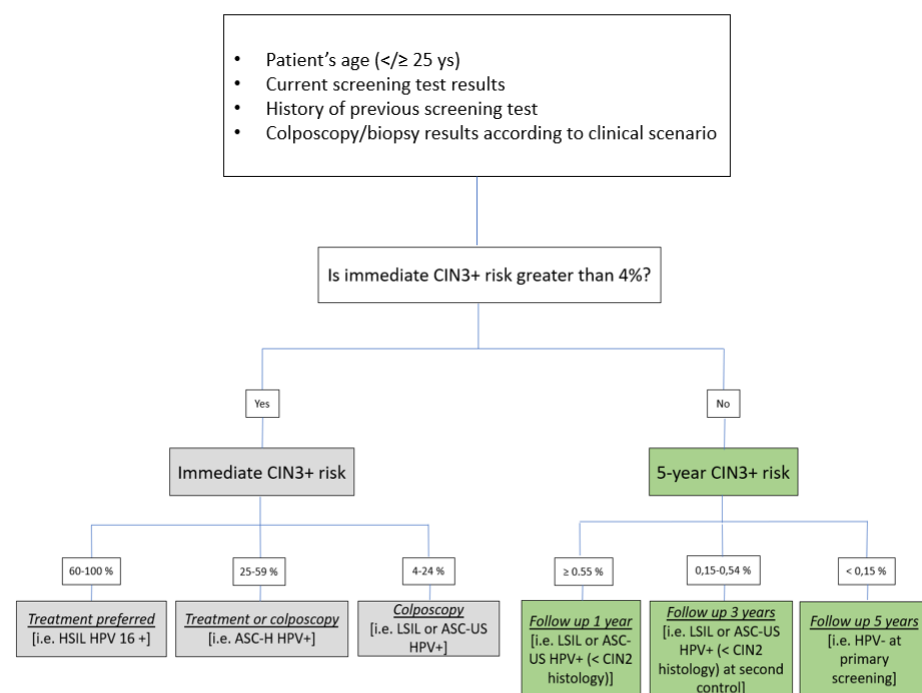 • Patient's age (</≥ 25 ys)
• Current screening test results
• History of previous screening test
• Colposcopy/biopsy results according to clinical scenario
Is immediate CIN3+ risk greater than 4%?
Yes
No
Immediate CIN3+ risk
5-year CIN3+ risk
60-100 %
25-59 %
4-24 %
≥ 0.55 %
0,15-0,54 %
< 0,15 %
Treatment preferred
[i.e. HSIL HPV 16 +]
Treatment or colposcopy
[i.e. ASC-H HPV+]
Colposcopy
[i.e. LSIL or ASC-US
HPV+]
Follow up 1 year
[i.e. LSIL or ASC-
US HPV+ (< CIN2
histology)]
Follow up 3 years
[i.e. LSIL or ASC-US
HPV+ (< CIN2
histology) at second
control]
Follow up 5 years
[i.e. HPV- at
primary
screening]